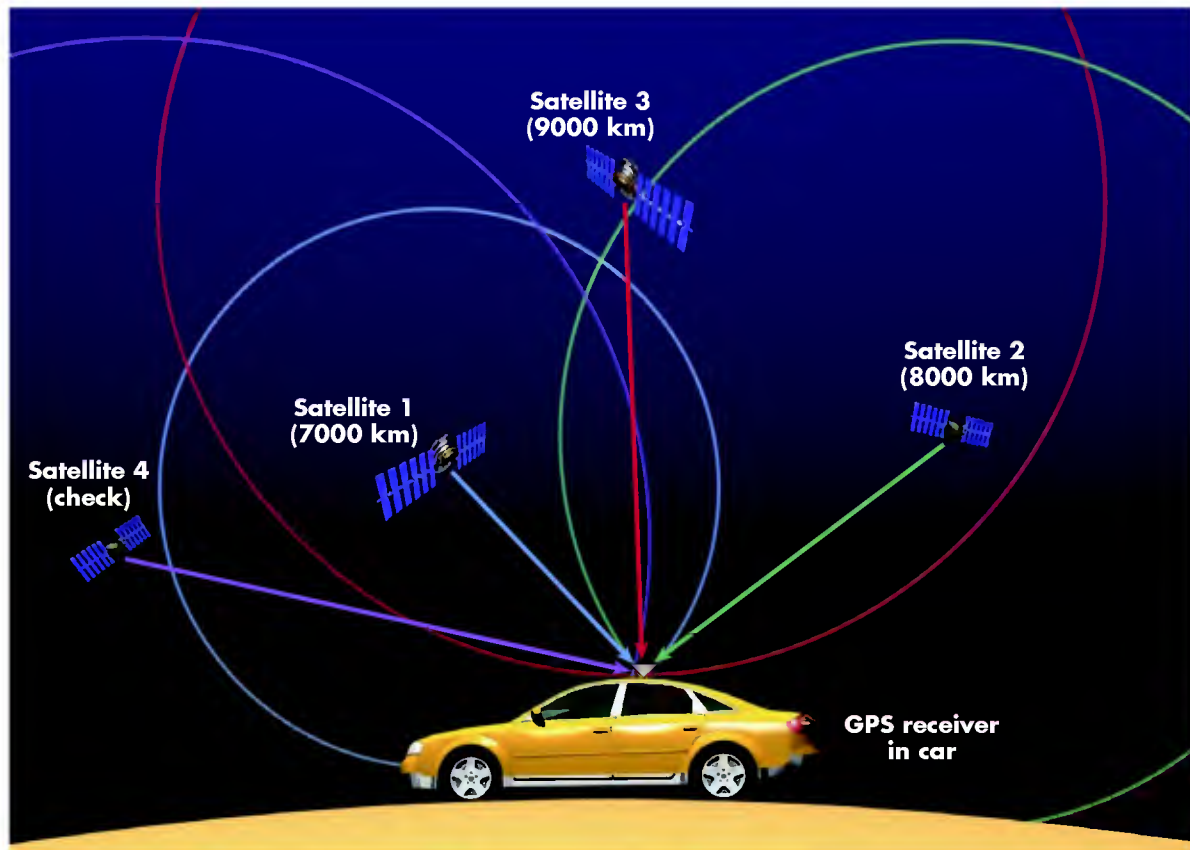 Satellite 3
(9000 km)
Satellite 2
(8000 km)
Satellite 1
(7000 km)
Satellite 4
(check)
GPS receiver
in car